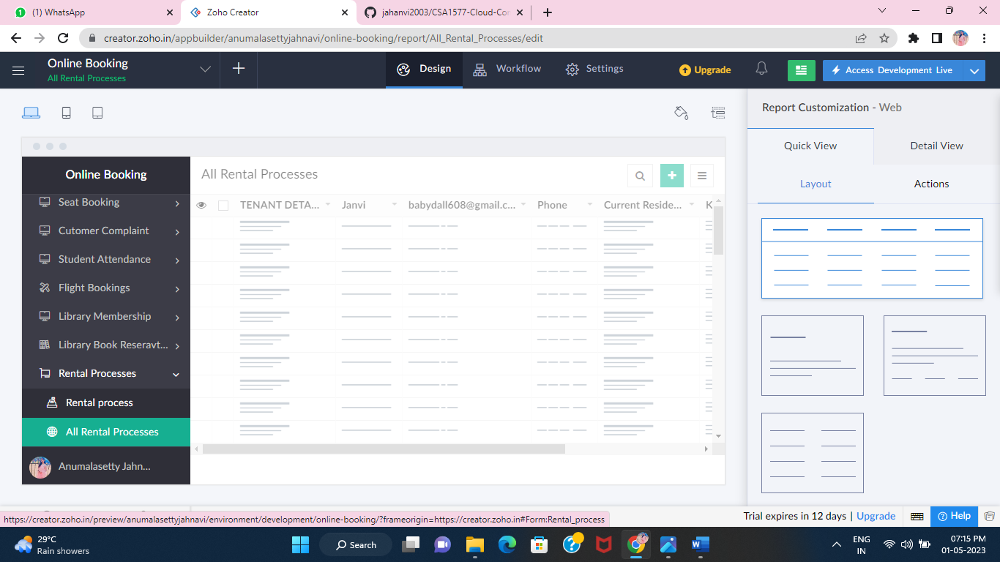 (1) WhatsApp
Zoho Creator
jahanvi2003/CSA1577-Cloud-Co
creator.zoho.in/appbuilder/anumalasettyjahnavi/online-booking/report/All_Rental_Processes/edit
Online Booking
All Rental Processes
Design
Workflow
Settings
Upgrade
Access Development Live
Report Customization - Web
Quick View
Detail View
Layout
Actions
Online Booking
Seat Booking
Cutomer Complaint
Student Attendance
Flight Bookings
Library Membership
Library Book Reseravt...
Rental Processes
Rental process
All Rental Processes
Anumalasetty Jahn...
All Rental Processes
TENANT DETA... Janvi babydall608@gmail.c... Phone Current Reside... K
https://creator.zoho.in/preview/anumalasettyjahnavi/environment/development/online-booking/?frameorigin=https://creator.zoho.in#Form:Rental_process
Trial expires in 12 days | Upgrade
Help
29°C
Rain showers
Search
ENG
IN
07:15 PM
01-05-2023